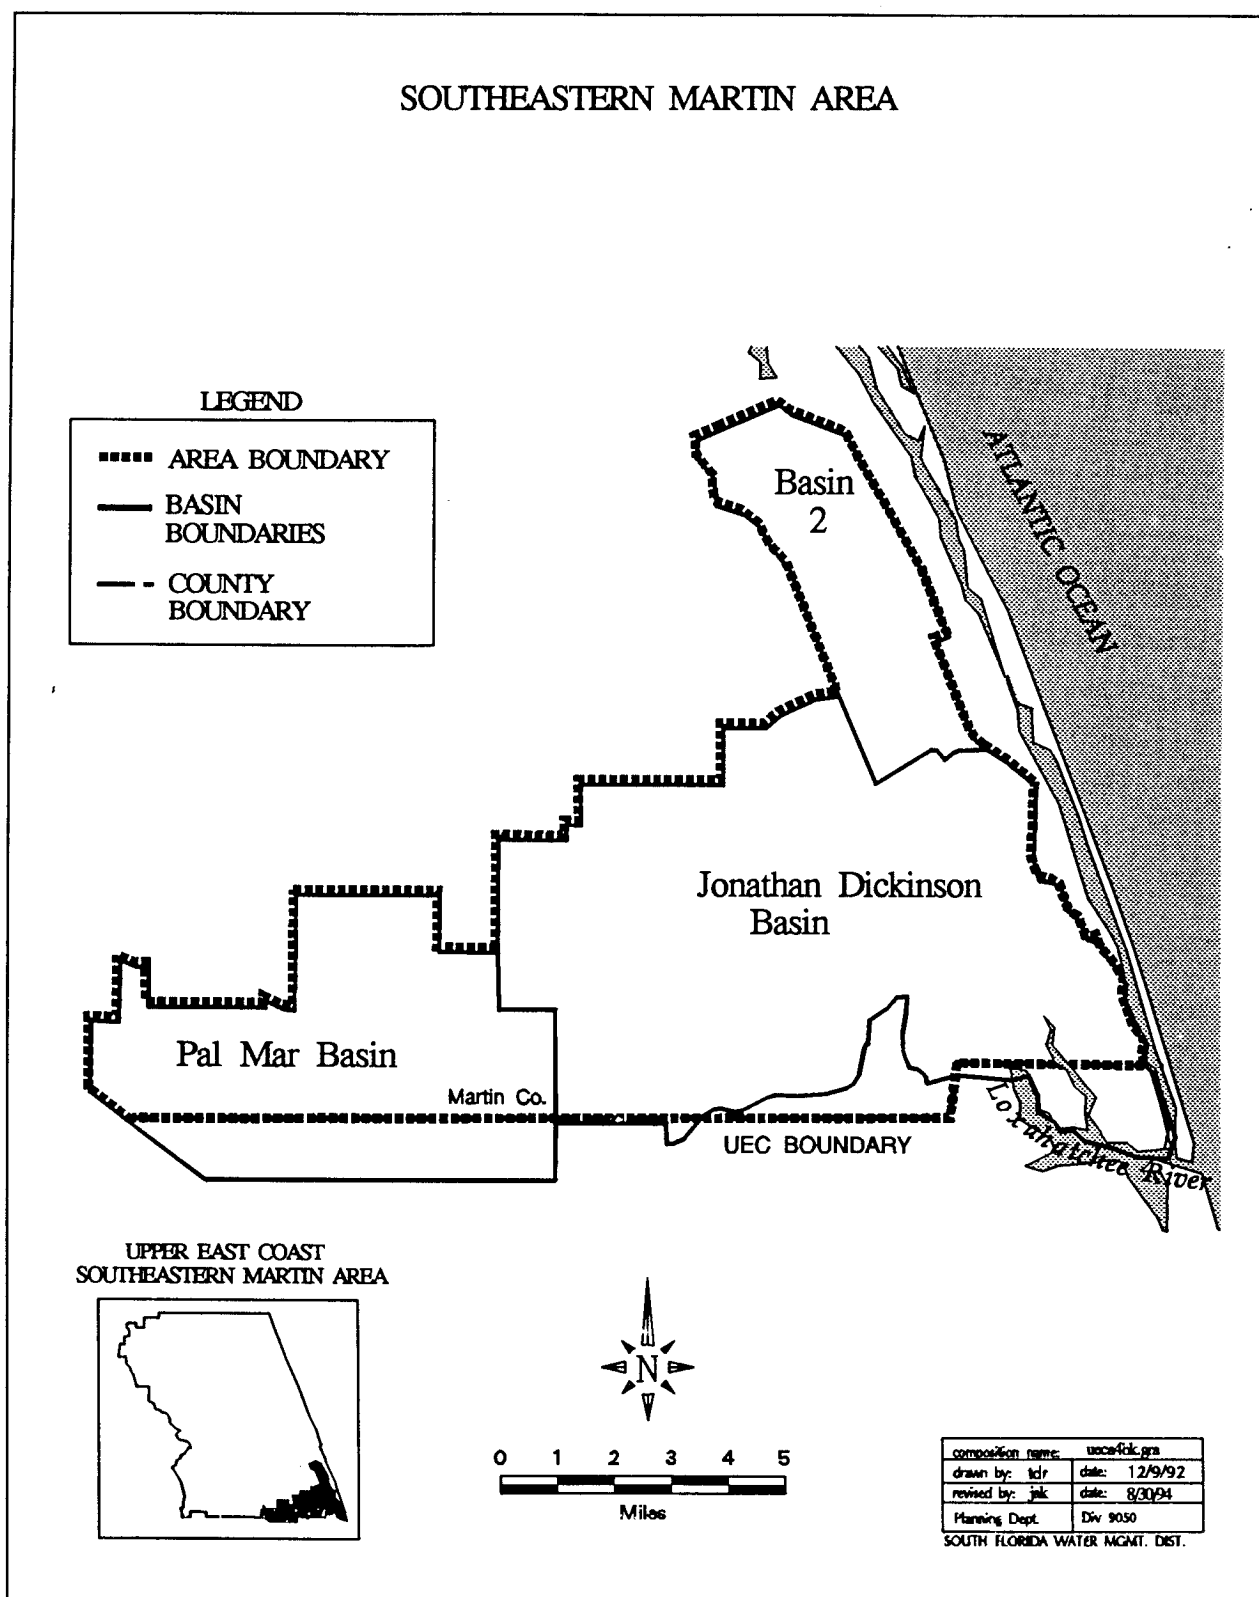 SOUTHEASTERN MARTIN AREA
LEGEND
AREA BOUNDARY
BASIN
BOUNDARIES
COUNTY
BOUNDARY
ATLANTIC OCEAN
Basin
2
Jonathan Dickinson
Basin
Pal Mar Basin
Martin Co.
UEC BOUNDARY
Loxahatchee River
UPPER EAST COAST
SOUTHEASTERN MARTIN AREA
N
0 1 2 3 4 5
Miles
composition name:
drawn by: tdr date: 12/9/92
revised by: jak date: 8/30/94
Planning Dept. Div 9050
SOUTH FLORIDA WATER MGMT. DIST.